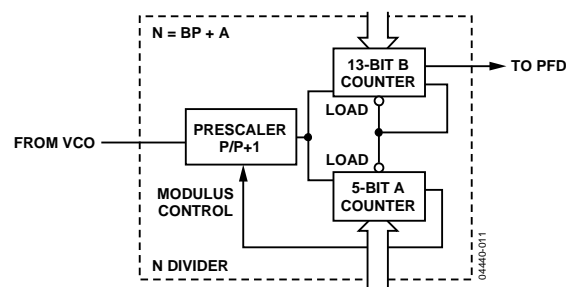 N = BP + A
13-BIT B
COUNTER
TO PFD
LOAD
PRESCALER
P/P+1
FROM VCO
LOAD
MODULUS
CONTROL
5-BIT A
COUNTER
N DIVIDER
04440-011